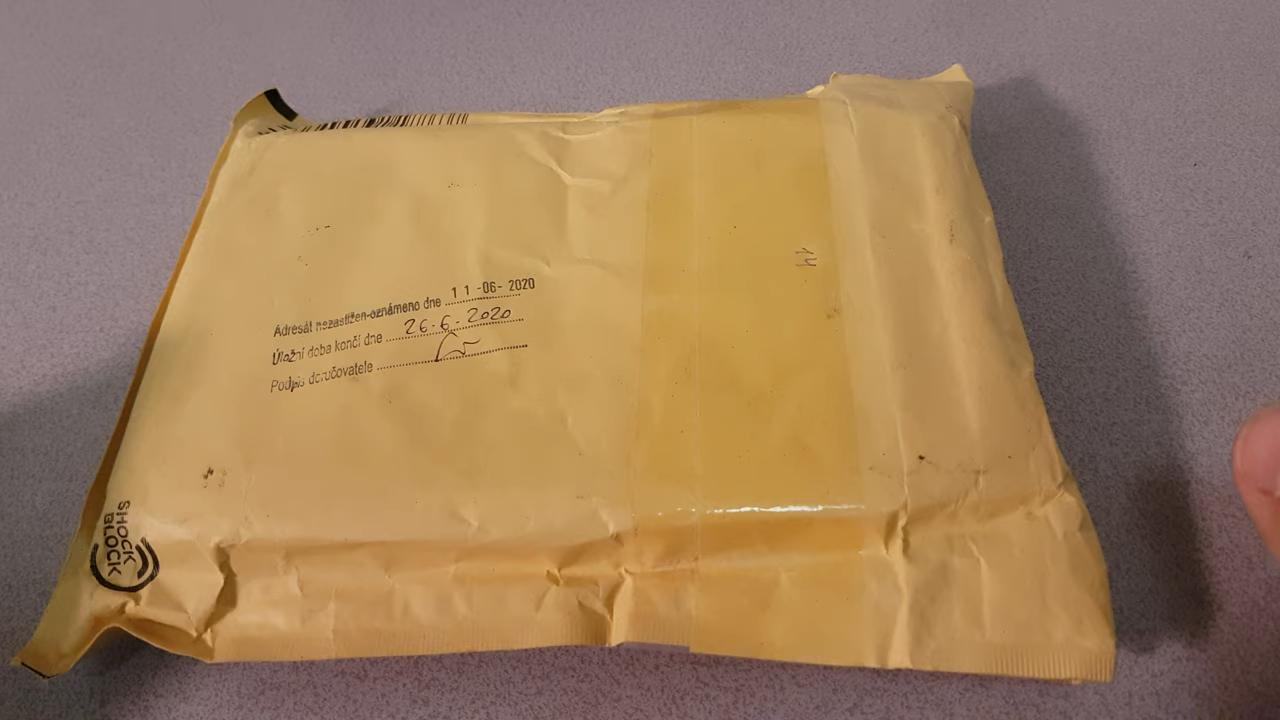 Adresát nezastižen-oznámeno dne 11-06-2020
Úložní doba končí dne 26.6.2020
Podpis doručovatele
14
SHOCK
BLOCK